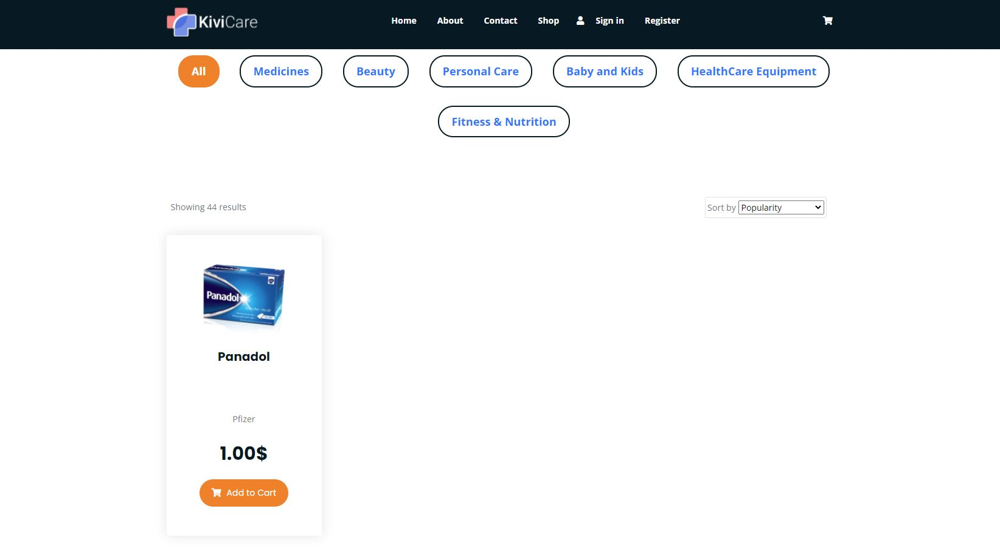 KiviCare
Home About Contact Shop Sign in Register
All Medicines Beauty Personal Care Baby and Kids HealthCare Equipment
Fitness & Nutrition
Showing 44 results
Sort by Popularity
Panadol
Panadol
Panadol
Pfizer
1.00$
Add to Cart